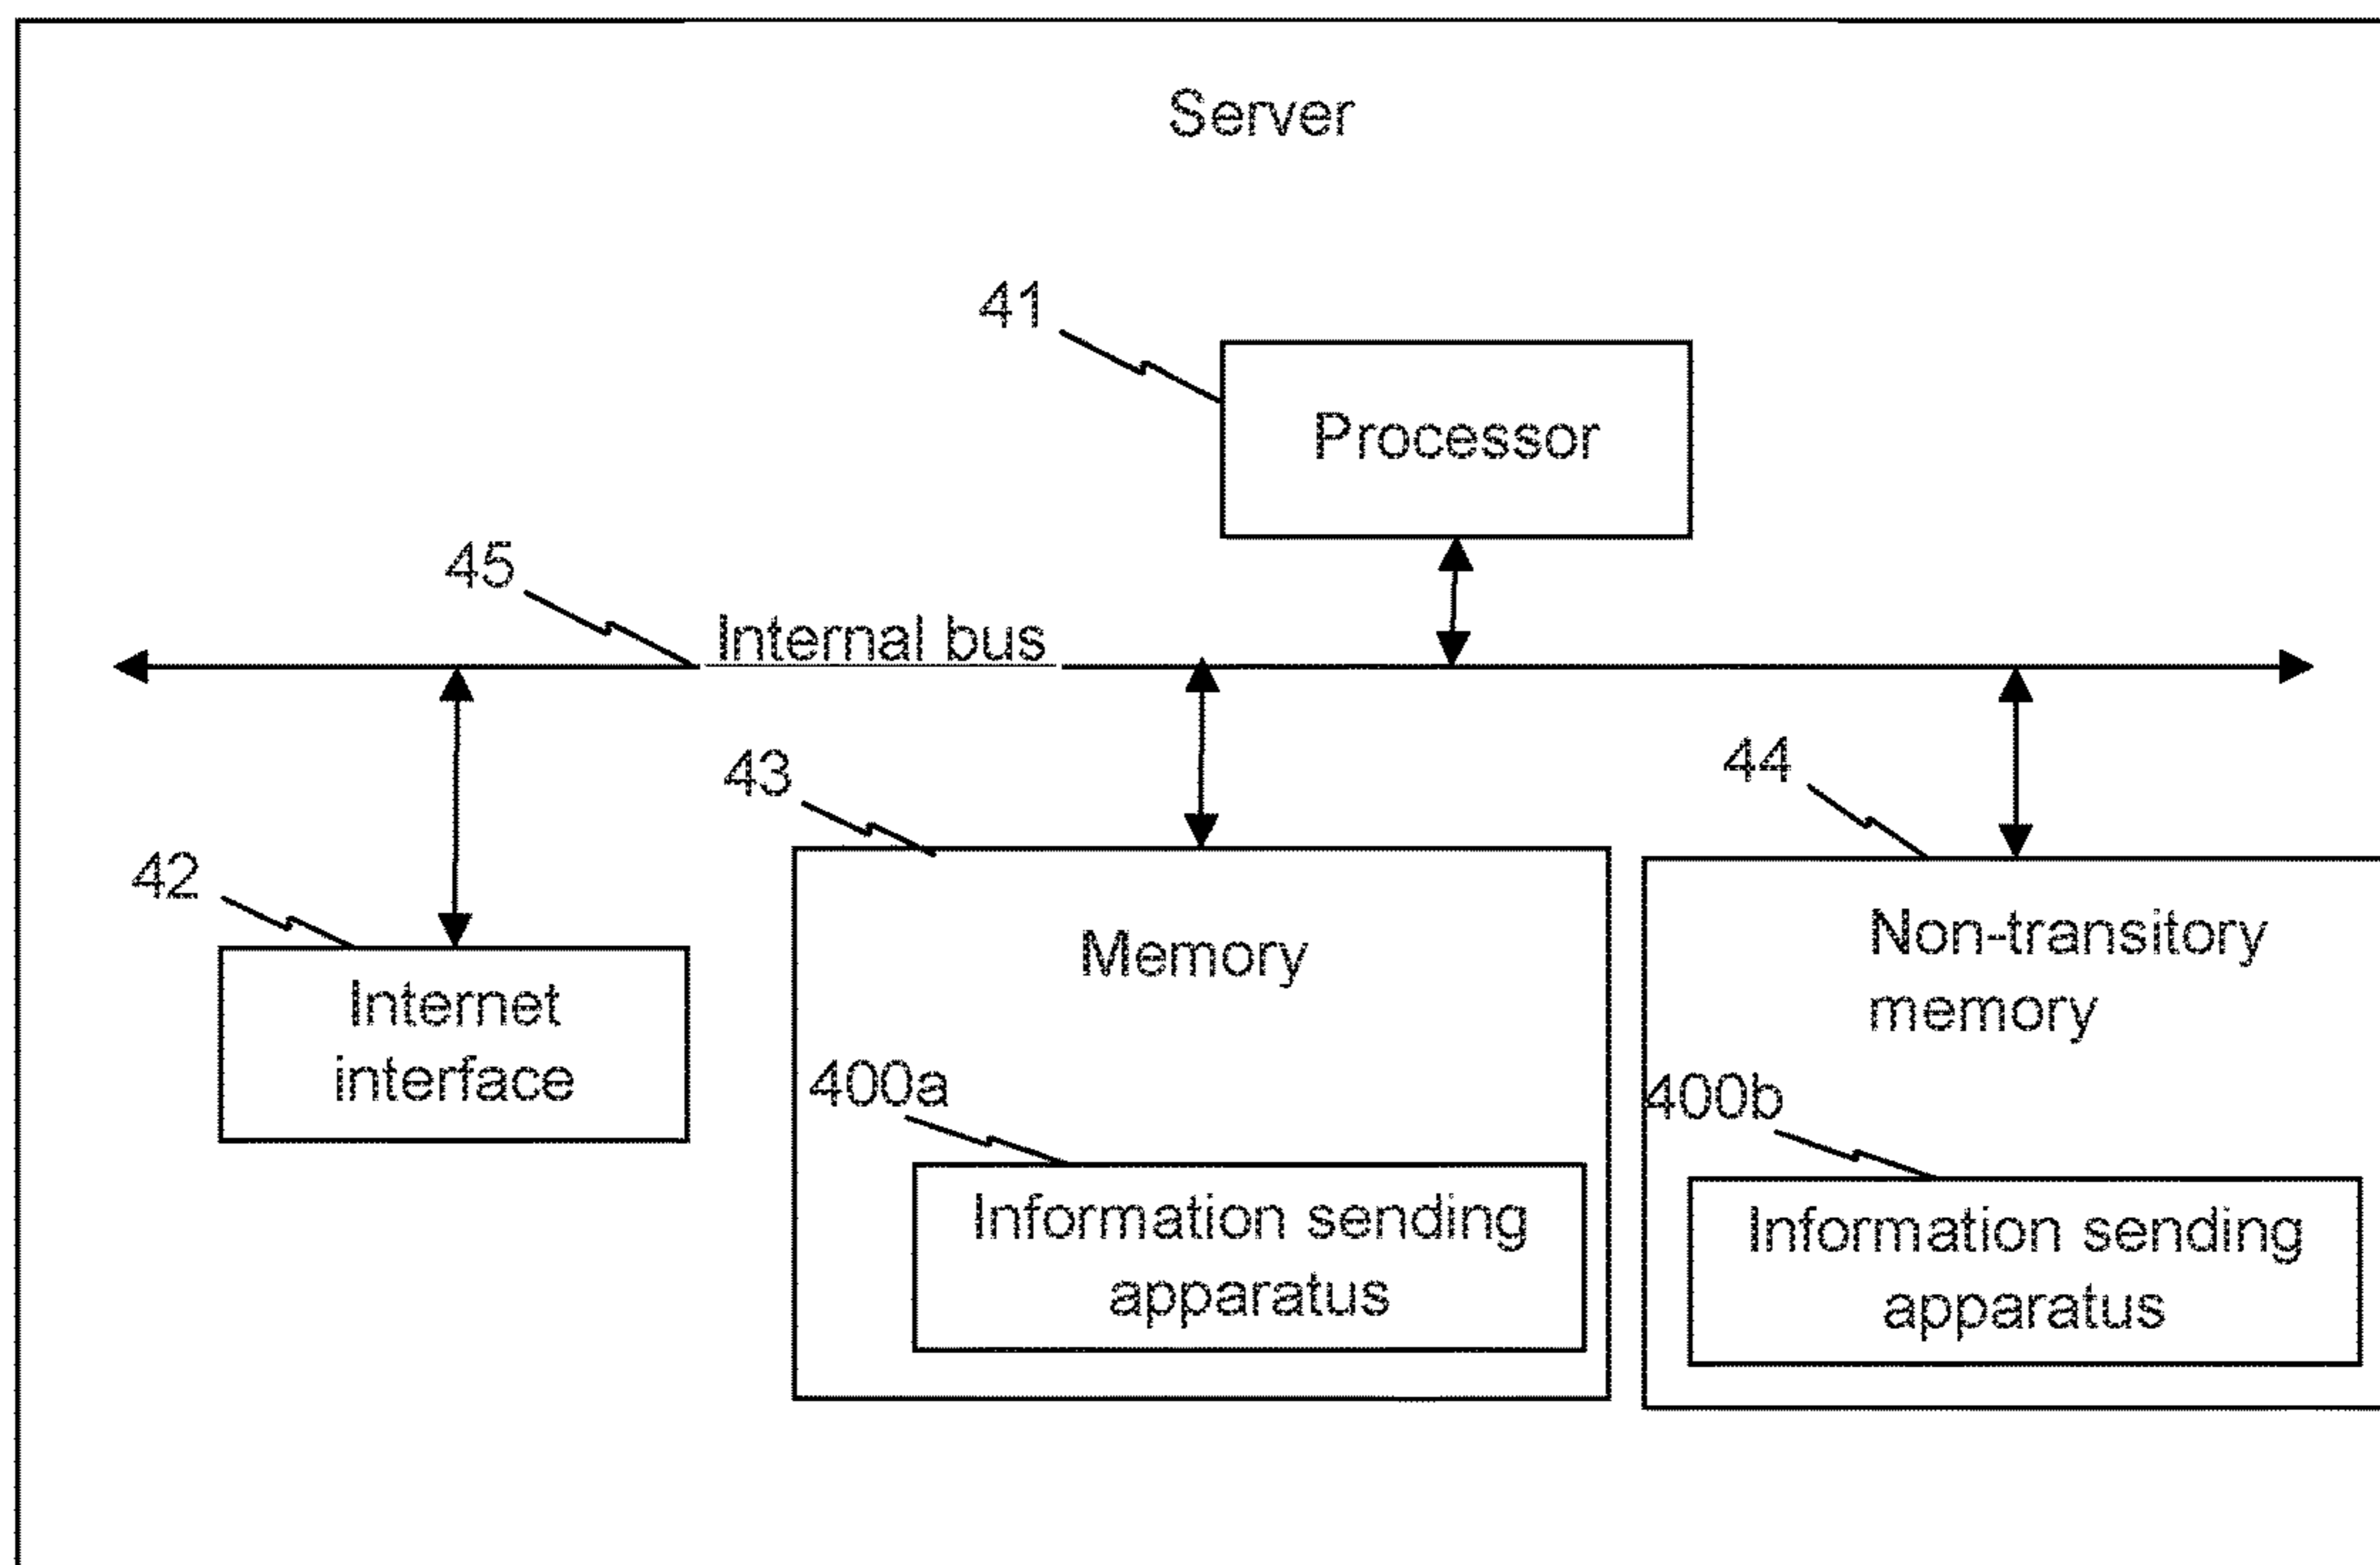 Server
41
Processor
45
Internal bus
43
44
42
Memory
Non-transitory
memory
Internet
interface
400a
400b
Information sending
apparatus
Information sending
apparatus